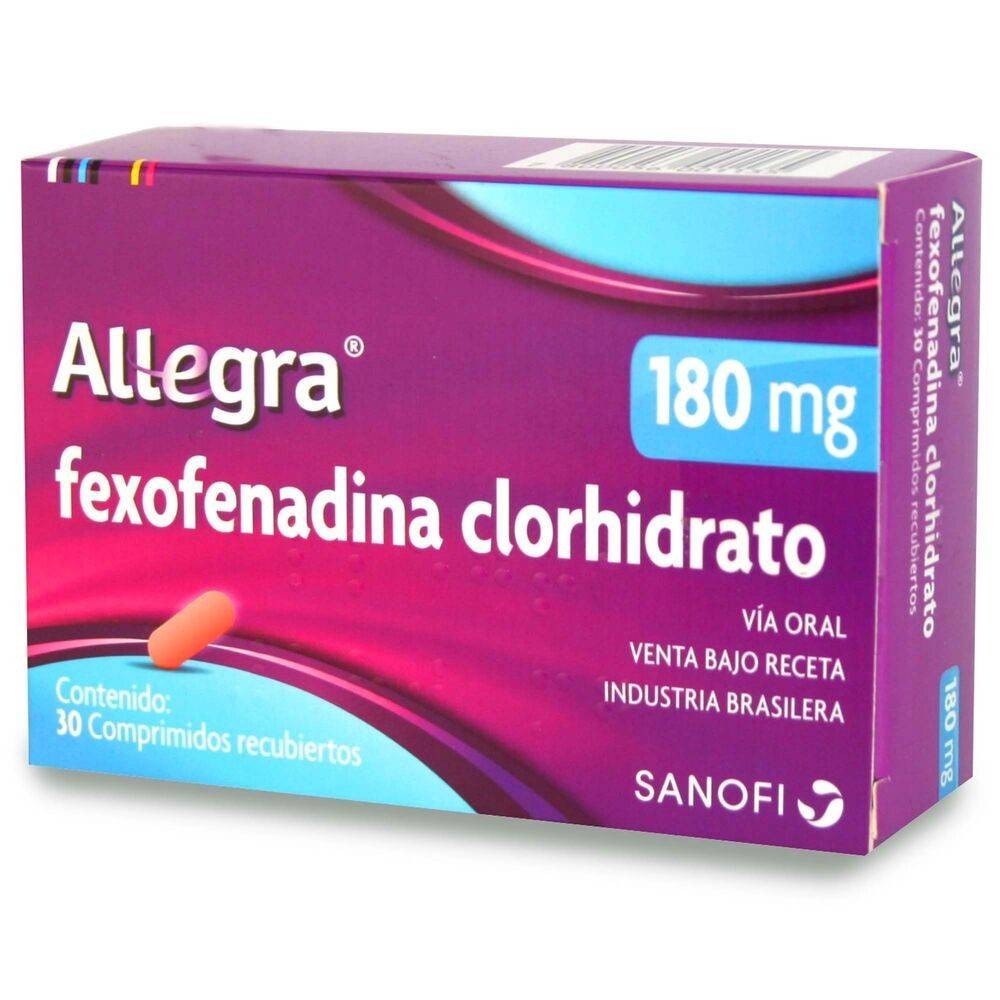 Allegra®
180 mg
fexofenadina clorhidrato
VÍA ORAL
VENTA BAJO RECETA
INDUSTRIA BRASILERA
Contenido:
30 Comprimidos recubiertos
SANOFI
Allegra®
fexofenadina clorhidrato
Contenido: 30 Comprimidos recubiertos
180 mg